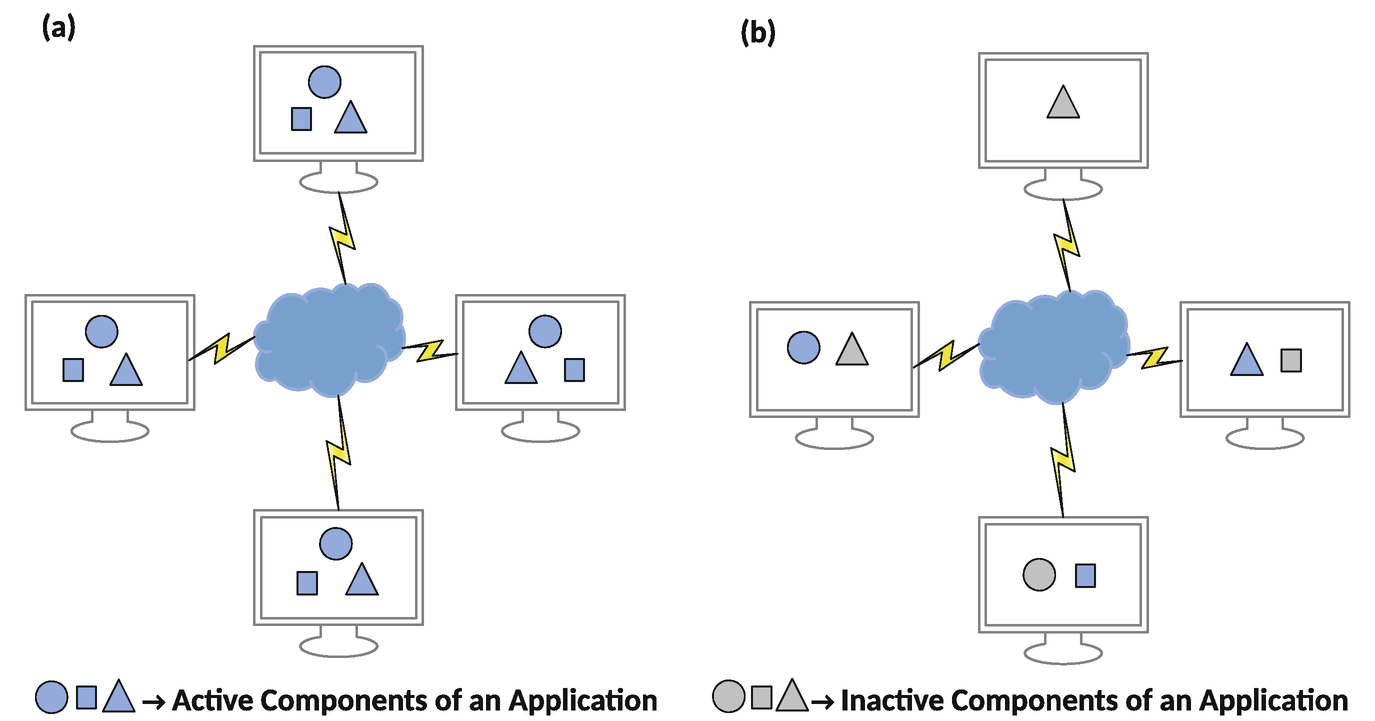 (a)
(b)
→ Active Components of an Application
→ Inactive Components of an Application